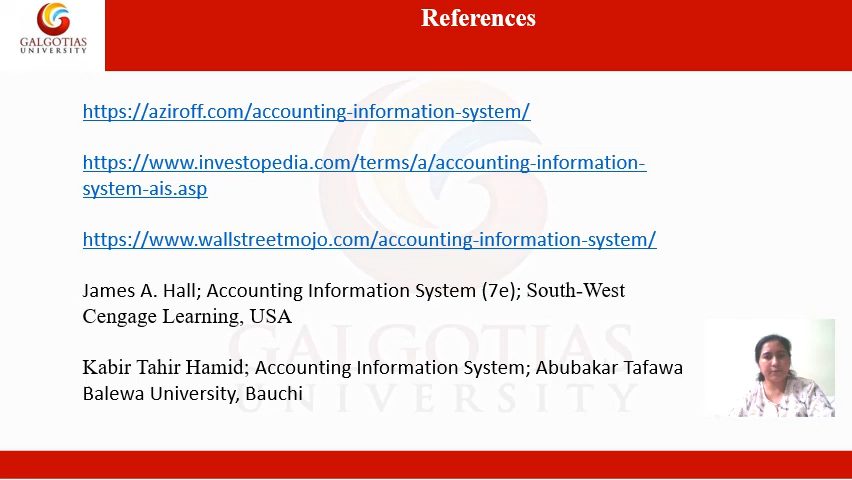 References
GALGOTIAS
UNIVERSITY
https://aziroff.com/accounting-information-system/
https://www.investopedia.com/terms/a/accounting-information-
system-ais.asp
https://www.wallstreetmojo.com/accounting-information-system/
James A. Hall; Accounting Information System (7e); South-West
Cengage Learning, USA
Kabir Tahir Hamid; Accounting Information System; Abubakar Tafawa
Balewa University, Bauchi
GALGOTIAS
UNIVERSITY